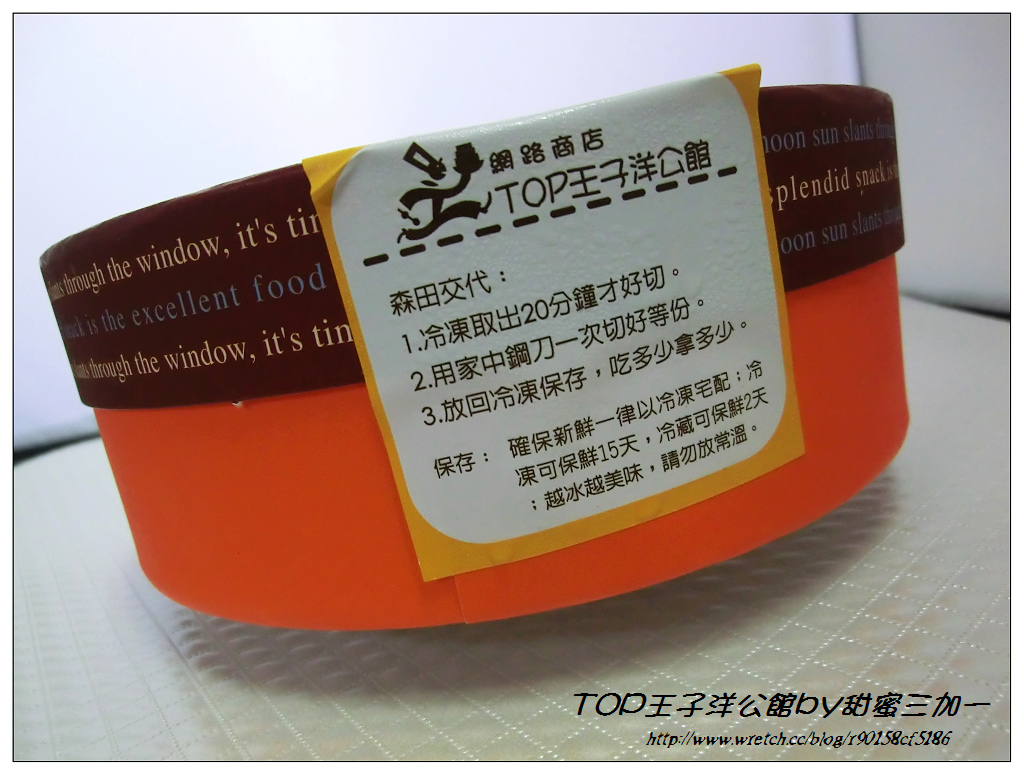 網路商店
TOP王子洋公館
森田交代：
1.冷凍取出20分鐘才好切。
2.用家中鋼刀一次切好等份。
3.放回冷凍保存，吃多少拿多少。
保存：確保新鮮一律以冷凍宅配；冷
凍可保鮮15天，冷藏可保鮮2天
；越冰越美味，請勿放常溫。
through the window, it's tim
is the excellent food
through the window, it's tim
noon sun slants through
splendid snack is
noon sun slants
TOP王子洋公館by甜蜜三加一
http://www.wretch.cc/blog/r90158cf5186